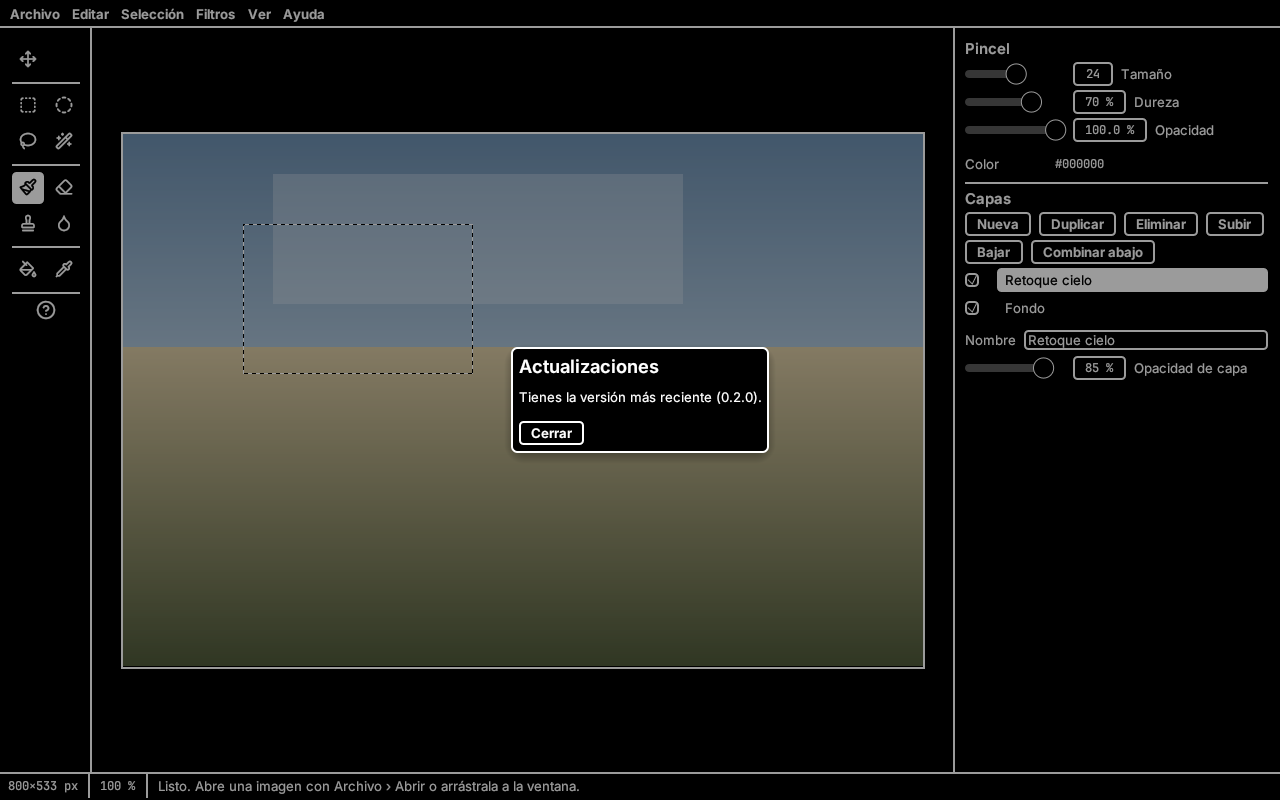 Archivo Editar Selección Filtros Ver Ayuda
Pincel
24 Tamaño
70 % Dureza
100.0 % Opacidad
Color #000000
Capas
Nueva Duplicar Eliminar Subir
Bajar Combinar abajo
Retoque cielo
Fondo
Nombre Retoque cielo
85 % Opacidad de capa
Actualizaciones
Tienes la versión más reciente (0.2.0).
Cerrar
800×533 px 100 % Listo. Abre una imagen con Archivo › Abrir o arrástrala a la ventana.